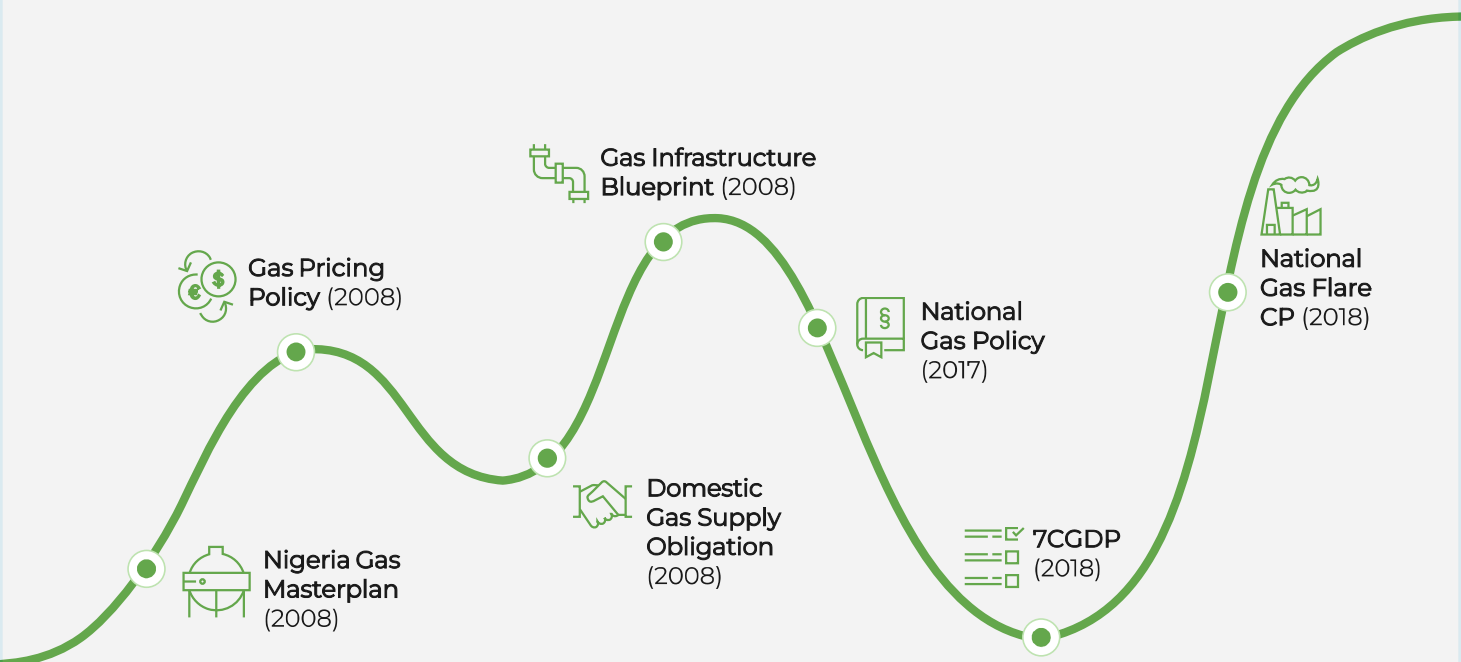 Nigeria Gas
Masterplan
(2008)
Gas Pricing
Policy (2008)
€
$
Domestic
Gas Supply
Obligation
(2008)
Gas Infrastructure
Blueprint (2008)
§
National
Gas Policy
(2017)
7CGDP
(2018)
National
Gas Flare
CP (2018)